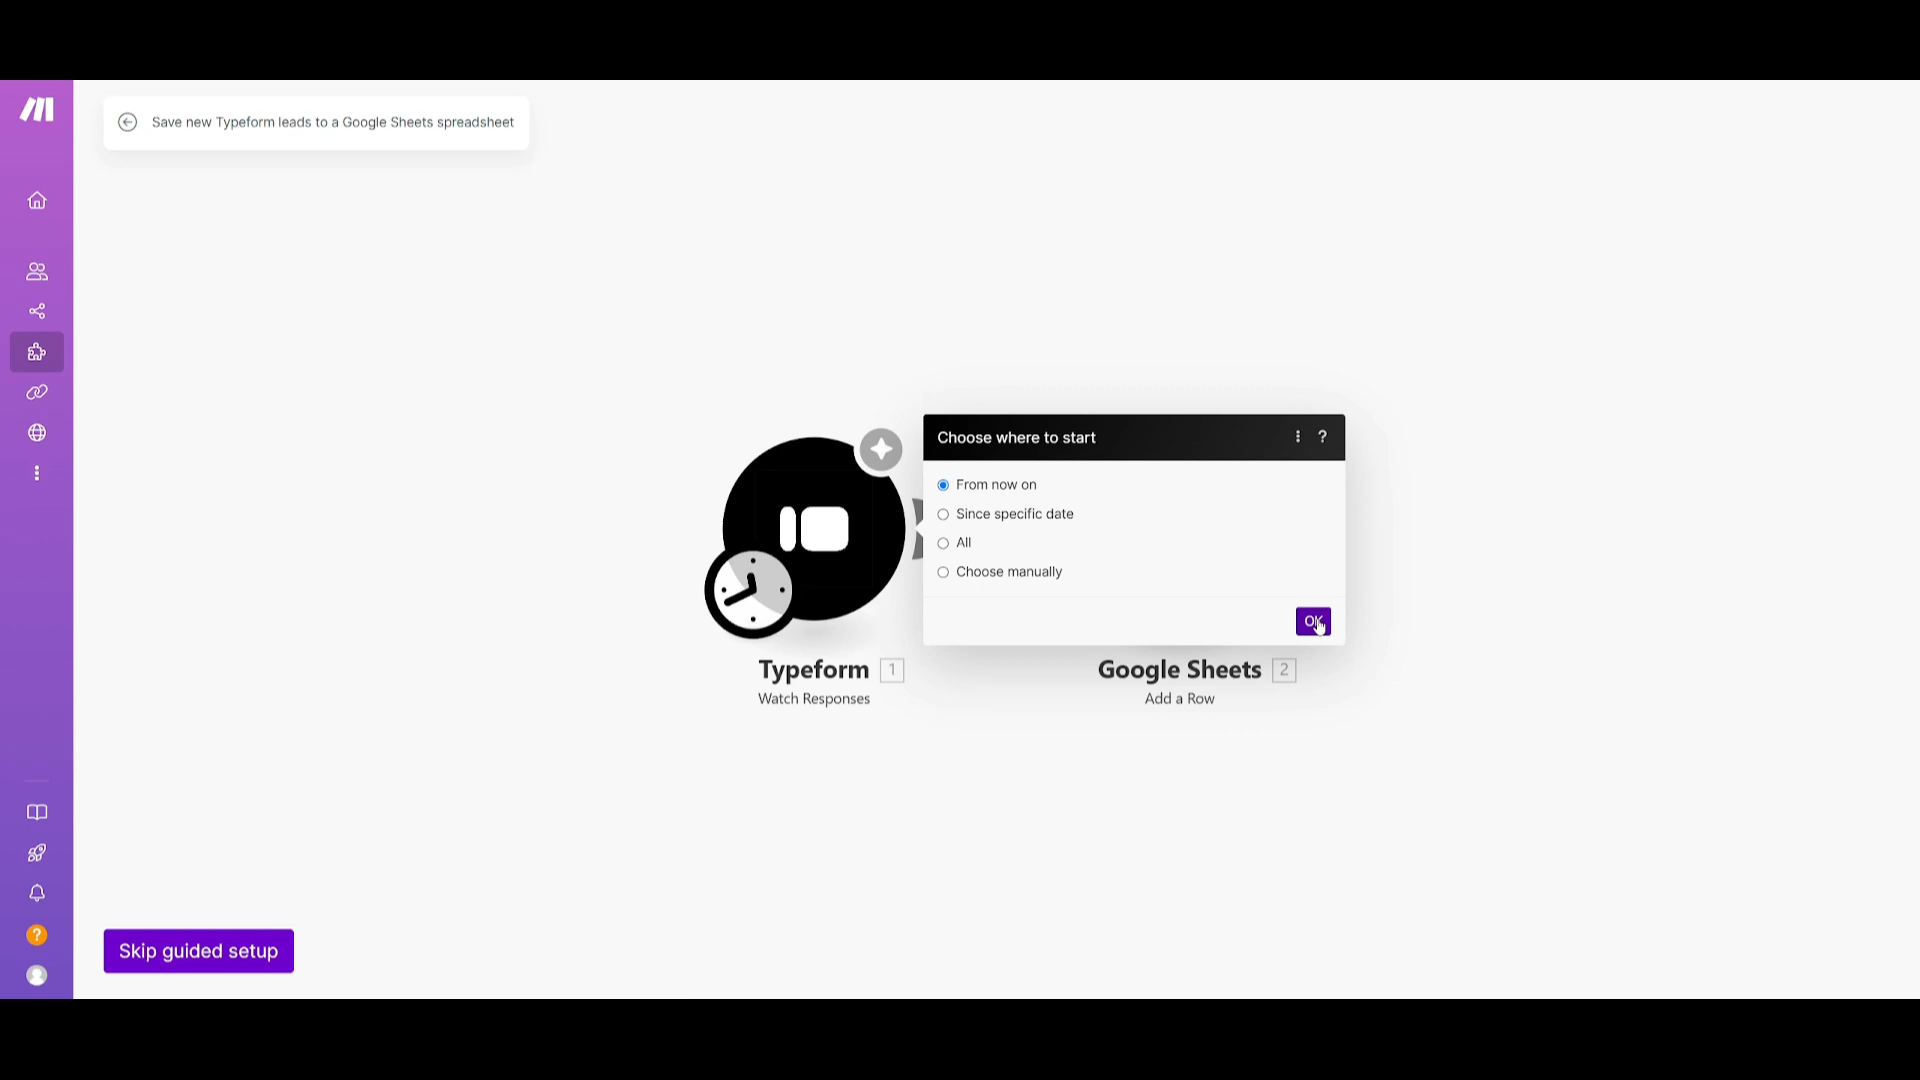 Save new Typeform leads to a Google Sheets spreadsheet
Choose where to start
?
From now on
Since specific date
All
Choose manually
OK
Typeform 1
Watch Responses
Google Sheets 2
Add a Row
?
Skip guided setup